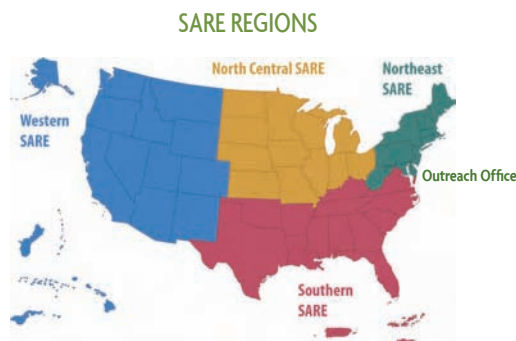 SARE REGIONS
North Central SARE
Northeast
SARE
Western
SARE
Outreach Office
Southern
SARE